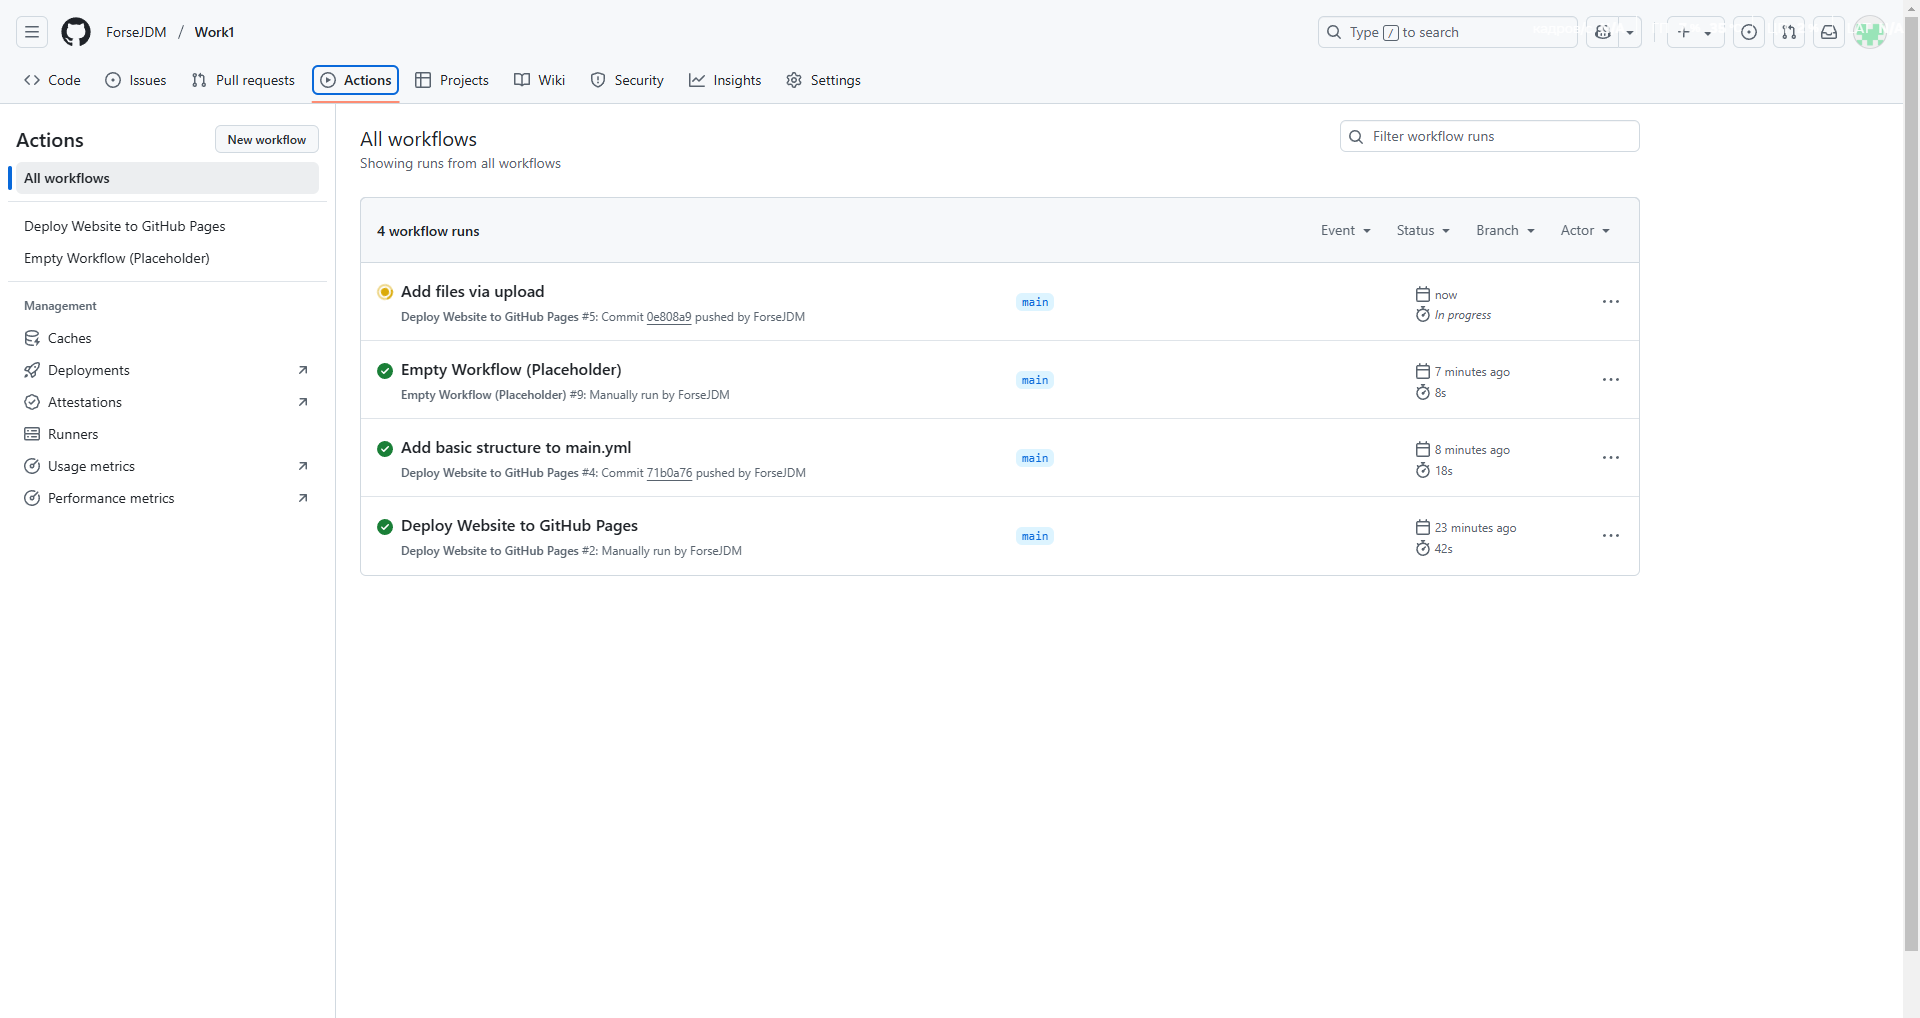 ForseJDM / Work1
Type / to search
Code
Issues
Pull requests
Actions
Projects
Wiki
Security
Insights
Settings
Actions
New workflow
All workflows
Deploy Website to GitHub Pages
Empty Workflow (Placeholder)
Management
Caches
Deployments
Attestations
Runners
Usage metrics
Performance metrics
All workflows
Showing runs from all workflows
Filter workflow runs
4 workflow runs
Event
Status
Branch
Actor
Add files via upload
Deploy Website to GitHub Pages #5: Commit 0e808a9 pushed by ForseJDM
main
now
In progress
Empty Workflow (Placeholder)
Empty Workflow (Placeholder) #9: Manually run by ForseJDM
main
7 minutes ago
8s
Add basic structure to main.yml
Deploy Website to GitHub Pages #4: Commit 71b0a76 pushed by ForseJDM
main
8 minutes ago
18s
Deploy Website to GitHub Pages
Deploy Website to GitHub Pages #2: Manually run by ForseJDM
main
23 minutes ago
42s